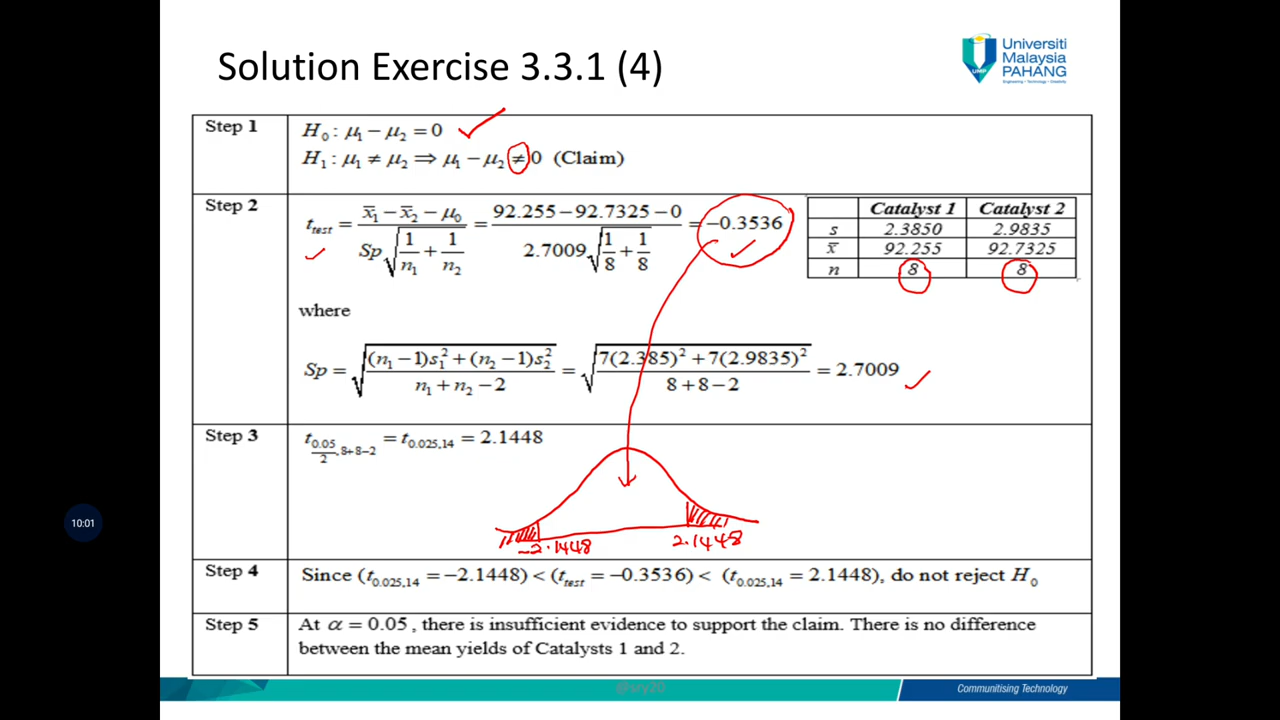 Solution Exercise 3.3.1 (4)
UMP
Universiti
Malaysia
PAHANG
Engineering • Technology • Creativity
Step 1
H₀ : μ₁ − μ₂ = 0
H₁ : μ₁ ≠ μ₂ ⇒ μ₁ − μ₂ ≠ 0 (Claim)
Step 2
t_test = (x̄₁ − x̄₂ − μ₀) / (Sp√(1/n₁ + 1/n₂)) = (92.255 − 92.7325 − 0) / (2.7009√(1/8 + 1/8)) = −0.3536
Catalyst 1 Catalyst 2
s 2.3850 2.9835
x̄ 92.255 92.7325
n 8 8
where
Sp = √(((n₁ −1)s₁² + (n₂ −1)s₂²) / (n₁ + n₂ − 2)) = √((7(2.385)² + 7(2.9835)²) / (8 + 8 − 2)) = 2.7009
Step 3
t_{0.05/2, 8+8−2} = t_{0.025,14} = 2.1448
−2.1448 2.1448
Step 4
Since (t_{0.025,14} = −2.1448) < (t_test = −0.3536) < (t_{0.025,14} = 2.1448), do not reject H₀
Step 5
At α = 0.05 , there is insufficient evidence to support the claim. There is no difference
between the mean yields of Catalysts 1 and 2.
@sry20
Communitising Technology
10:01